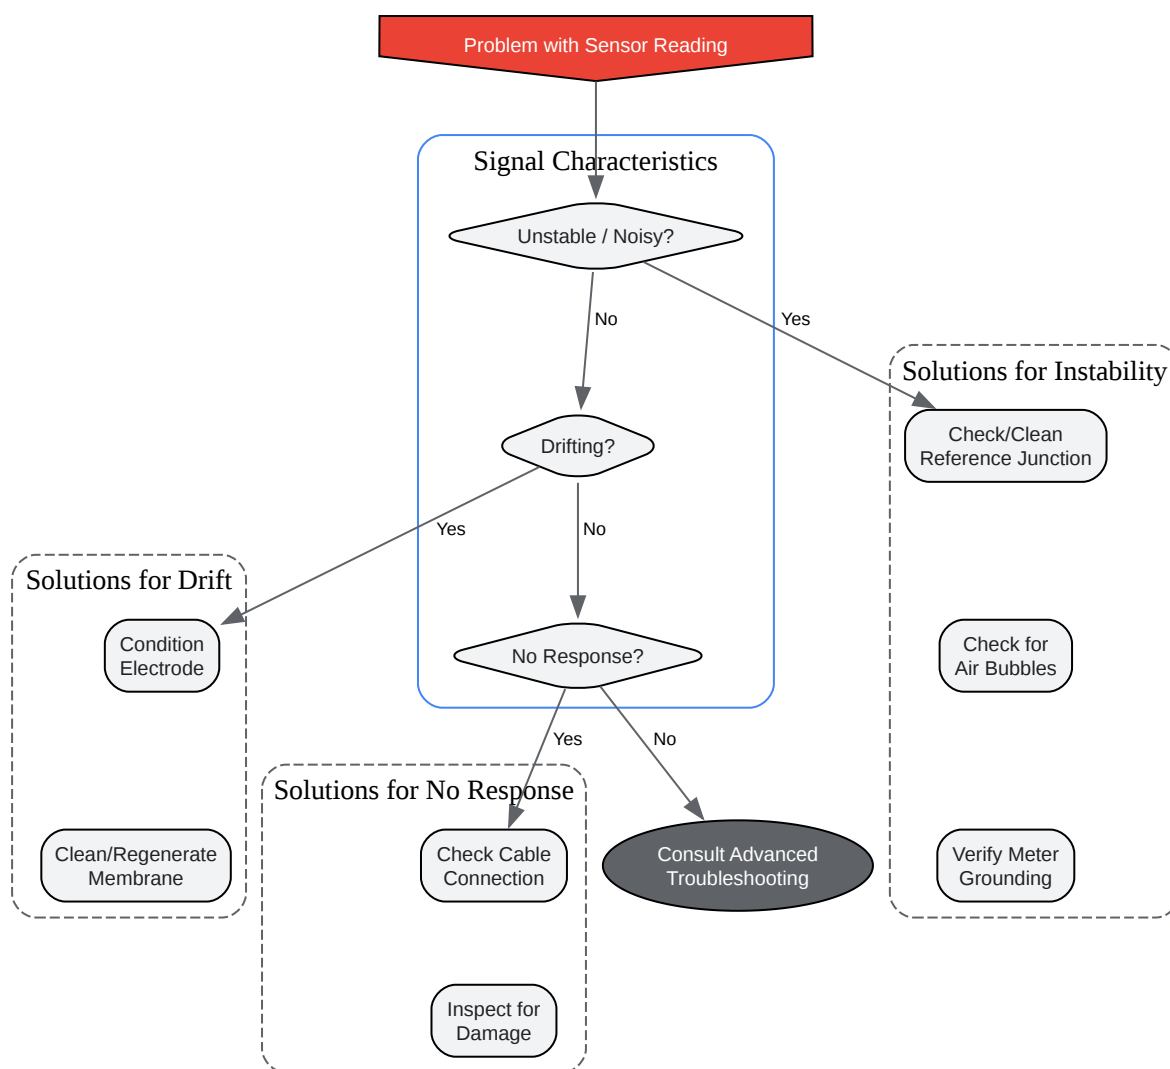 Problem with Sensor Reading
Signal Characteristics
Unstable / Noisy?
No
Yes
Solutions for Instability
Check/Clean
Reference Junction
Drifting?
Yes
No
Solutions for Drift
Condition
Electrode
No Response?
Check for
Air Bubbles
Yes
No
Solutions for No Response
Clean/Regenerate
Membrane
Check Cable
Connection
Consult Advanced
Troubleshooting
Verify Meter
Grounding
Inspect for
Damage